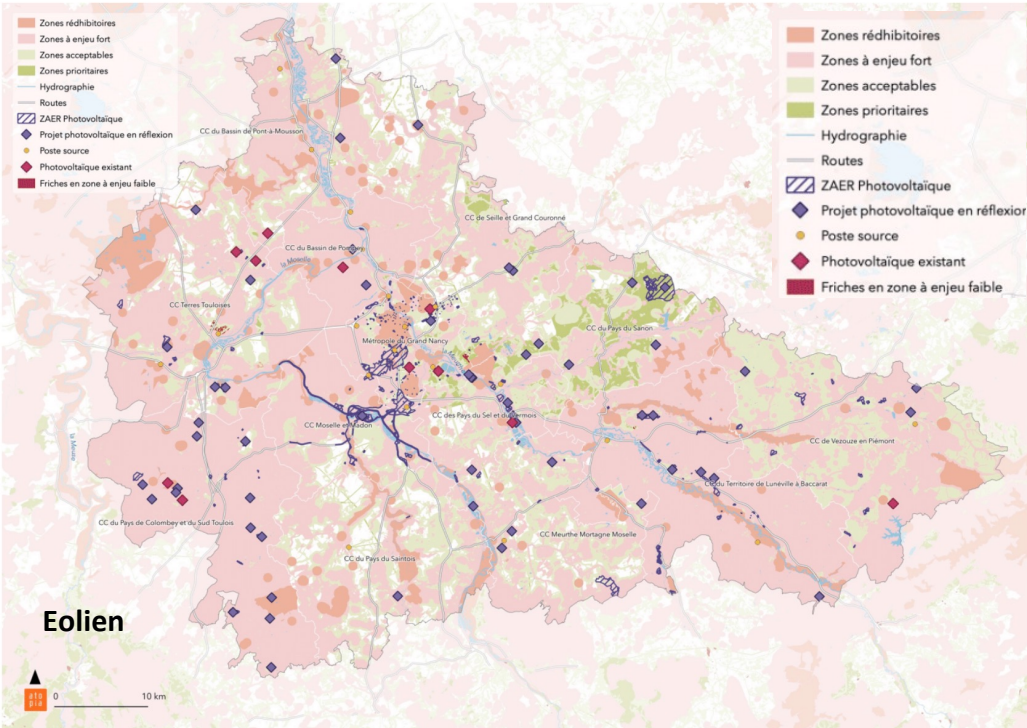 Zones rédhibitoires
Zones à enjeu fort
Zones acceptables
Zones prioritaires
Hydrographie
Routes
ZAER Photovoltaïque
Projet photovoltaïque en réflexion
Poste source
Photovoltaïque existant
Friches en zone à enjeu faible
Zones rédhibitoires
Zones à enjeu fort
Zones acceptables
Zones prioritaires
Hydrographie
Routes
ZAER Photovoltaïque
Projet photovoltaïque en réflexion
Poste source
Photovoltaïque existant
Friches en zone à enjeu faible
CC du Bassin de Pont-à-Mousson
CC de Seille et Grand Couronné
CC du Bassin de Pompey
la Moselle
CC Terres Touloises
CC du Pays du Sanon
Métropole du Grand Nancy
CC des Pays du Sel et du Vermois
CC Moselle et Madon
CC de Vezouze en Piémont
la Meuse
CC du Territoire de Lunéville à Baccarat
CC du Pays de Colombey et du Sud Toulois
CC Meurthe Mortagne Moselle
CC du Pays du Saintois
Eolien
ato
pia
0 10 km